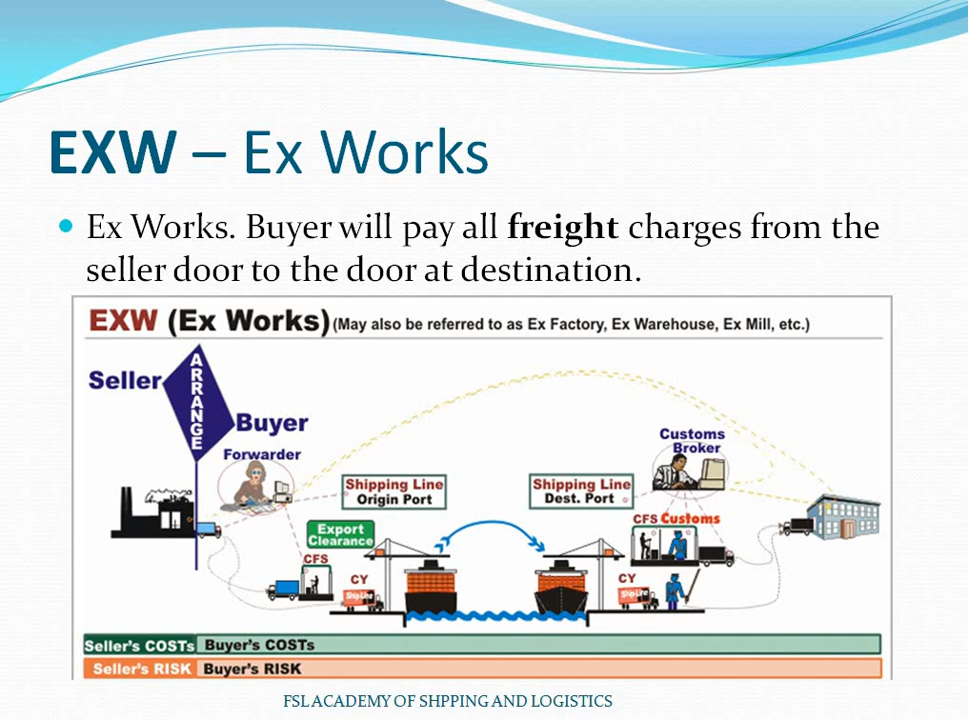 EXW – Ex Works
Ex Works. Buyer will pay all freight charges from the
seller door to the door at destination.
EXW (Ex Works) (May also be referred to as Ex Factory, Ex Warehouse, Ex Mill, etc.)
ARRANGE
Seller
Buyer
Forwarder
Customs
Broker
Shipping Line
Origin Port
Shipping Line
Dest. Port
Export
Clearance
CFS Customs
CFS
CY
ShipLine
CY
ShipLine
Seller's COSTs Buyer's COSTs
Seller's RISK Buyer's RISK
FSL ACADEMY OF SHPPING AND LOGISTICS